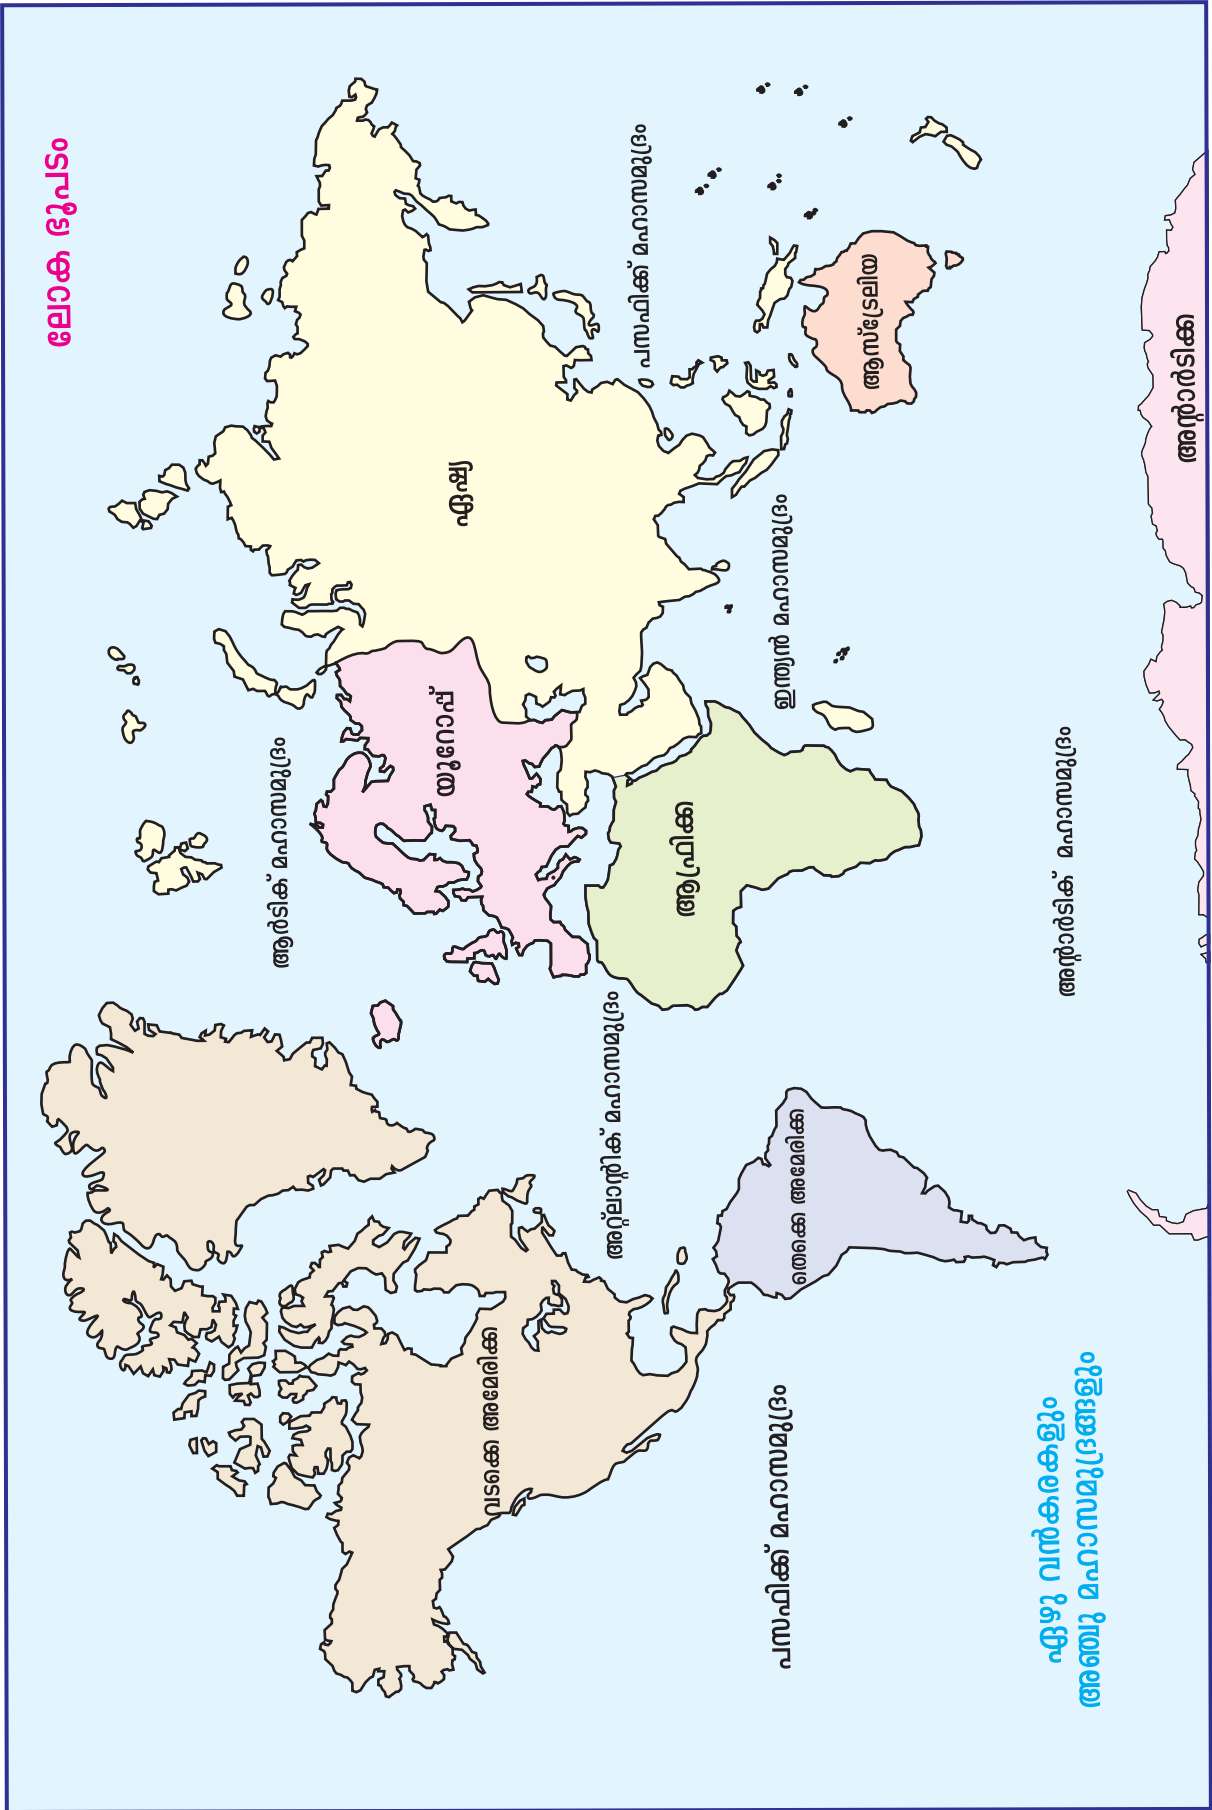 ലോക ഭൂപടം
ആർടിക് മഹാസമുദ്രം
യൂറോപ്പ്
ഏഷ്യ
വടക്കെ അമേരിക്ക
അറ്റ്ലാന്റിക് മഹാസമുദ്രം
പസഫിക് മഹാസമുദ്രം
ആഫ്രിക്ക
പസഫിക് മഹാസമുദ്രം
ഇന്ത്യൻ മഹാസമുദ്രം
തെക്കെ അമേരിക്ക
ആസ്ട്രേലിയ
അന്റാർടിക് മഹാസമുദ്രം
ഏഴു വൻകരകളും
അഞ്ചു മഹാസമുദ്രങ്ങളും
അന്റാർടിക്ക